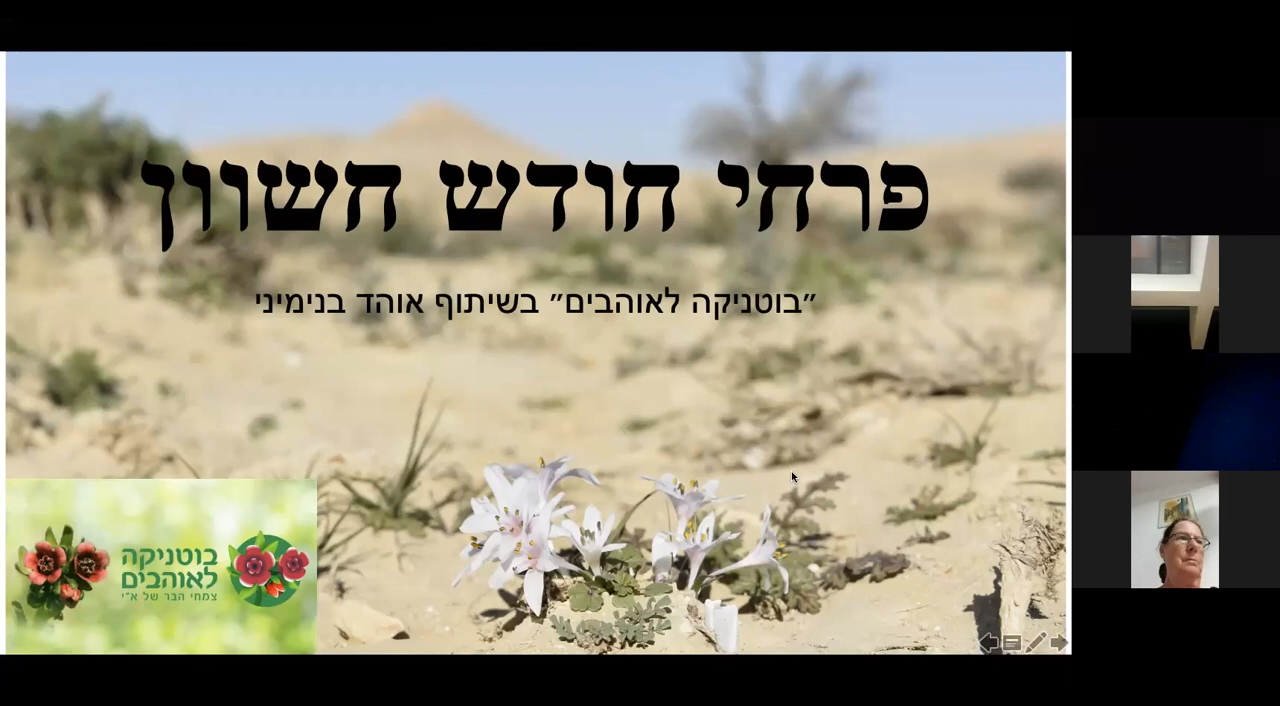 פרחי חודש חשוון
״בוטניקה לאוהבים״ בשיתוף אוהד בנימיני
בוטניקה
לאוהבים
צמחי הבר של א״י